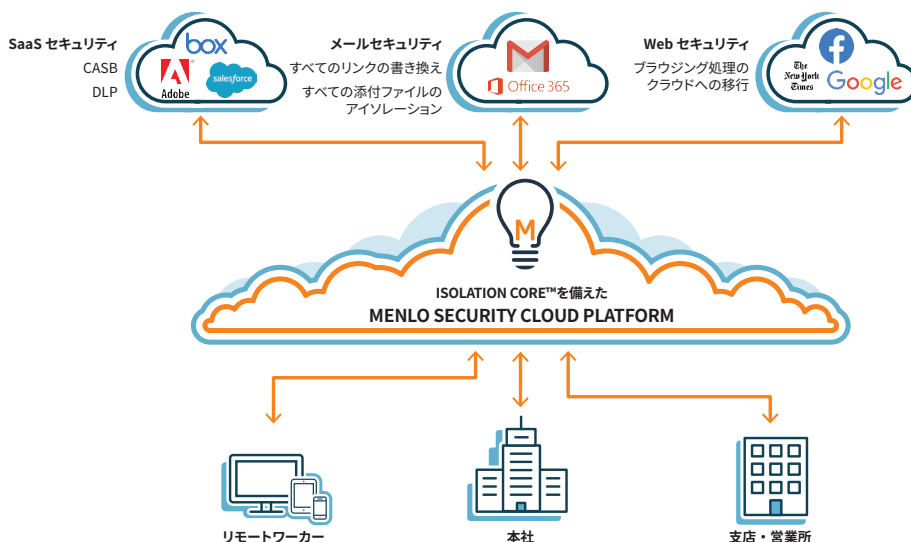 SaaS セキュリティ
CASB
DLP
box
Adobe
salesforce
メールセキュリティ
すべてのリンクの書き換え
すべての添付ファイルの
アイソレーション
Office 365
Web セキュリティ
ブラウジング処理の
クラウドへの移行
The
New York
Times
Google
M
ISOLATION CORE™を備えた
MENLO SECURITY CLOUD PLATFORM
リモートワーカー
本社
支店・営業所